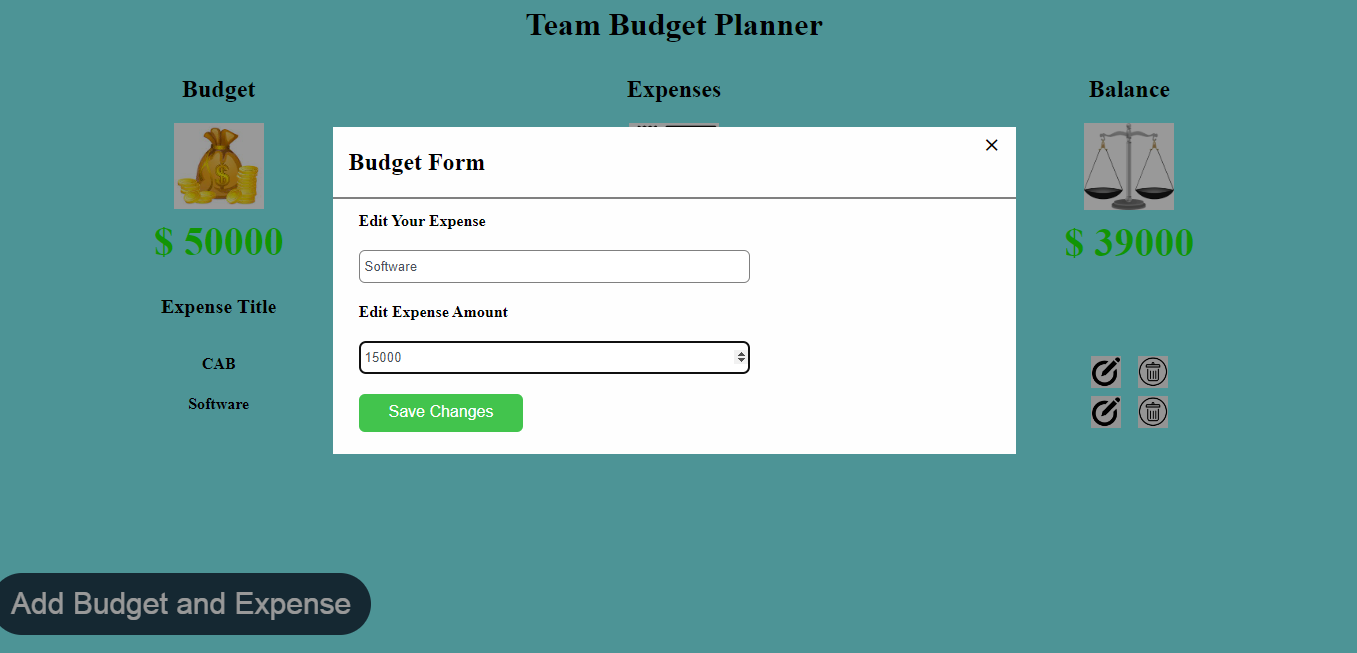 Team Budget Planner
Budget
Expenses
Balance
Budget Form
Edit Your Expense
$ 50000
$ 39000
Software
Expense Title
Edit Expense Amount
15000
CAB
Software
Save Changes
Add Budget and Expense